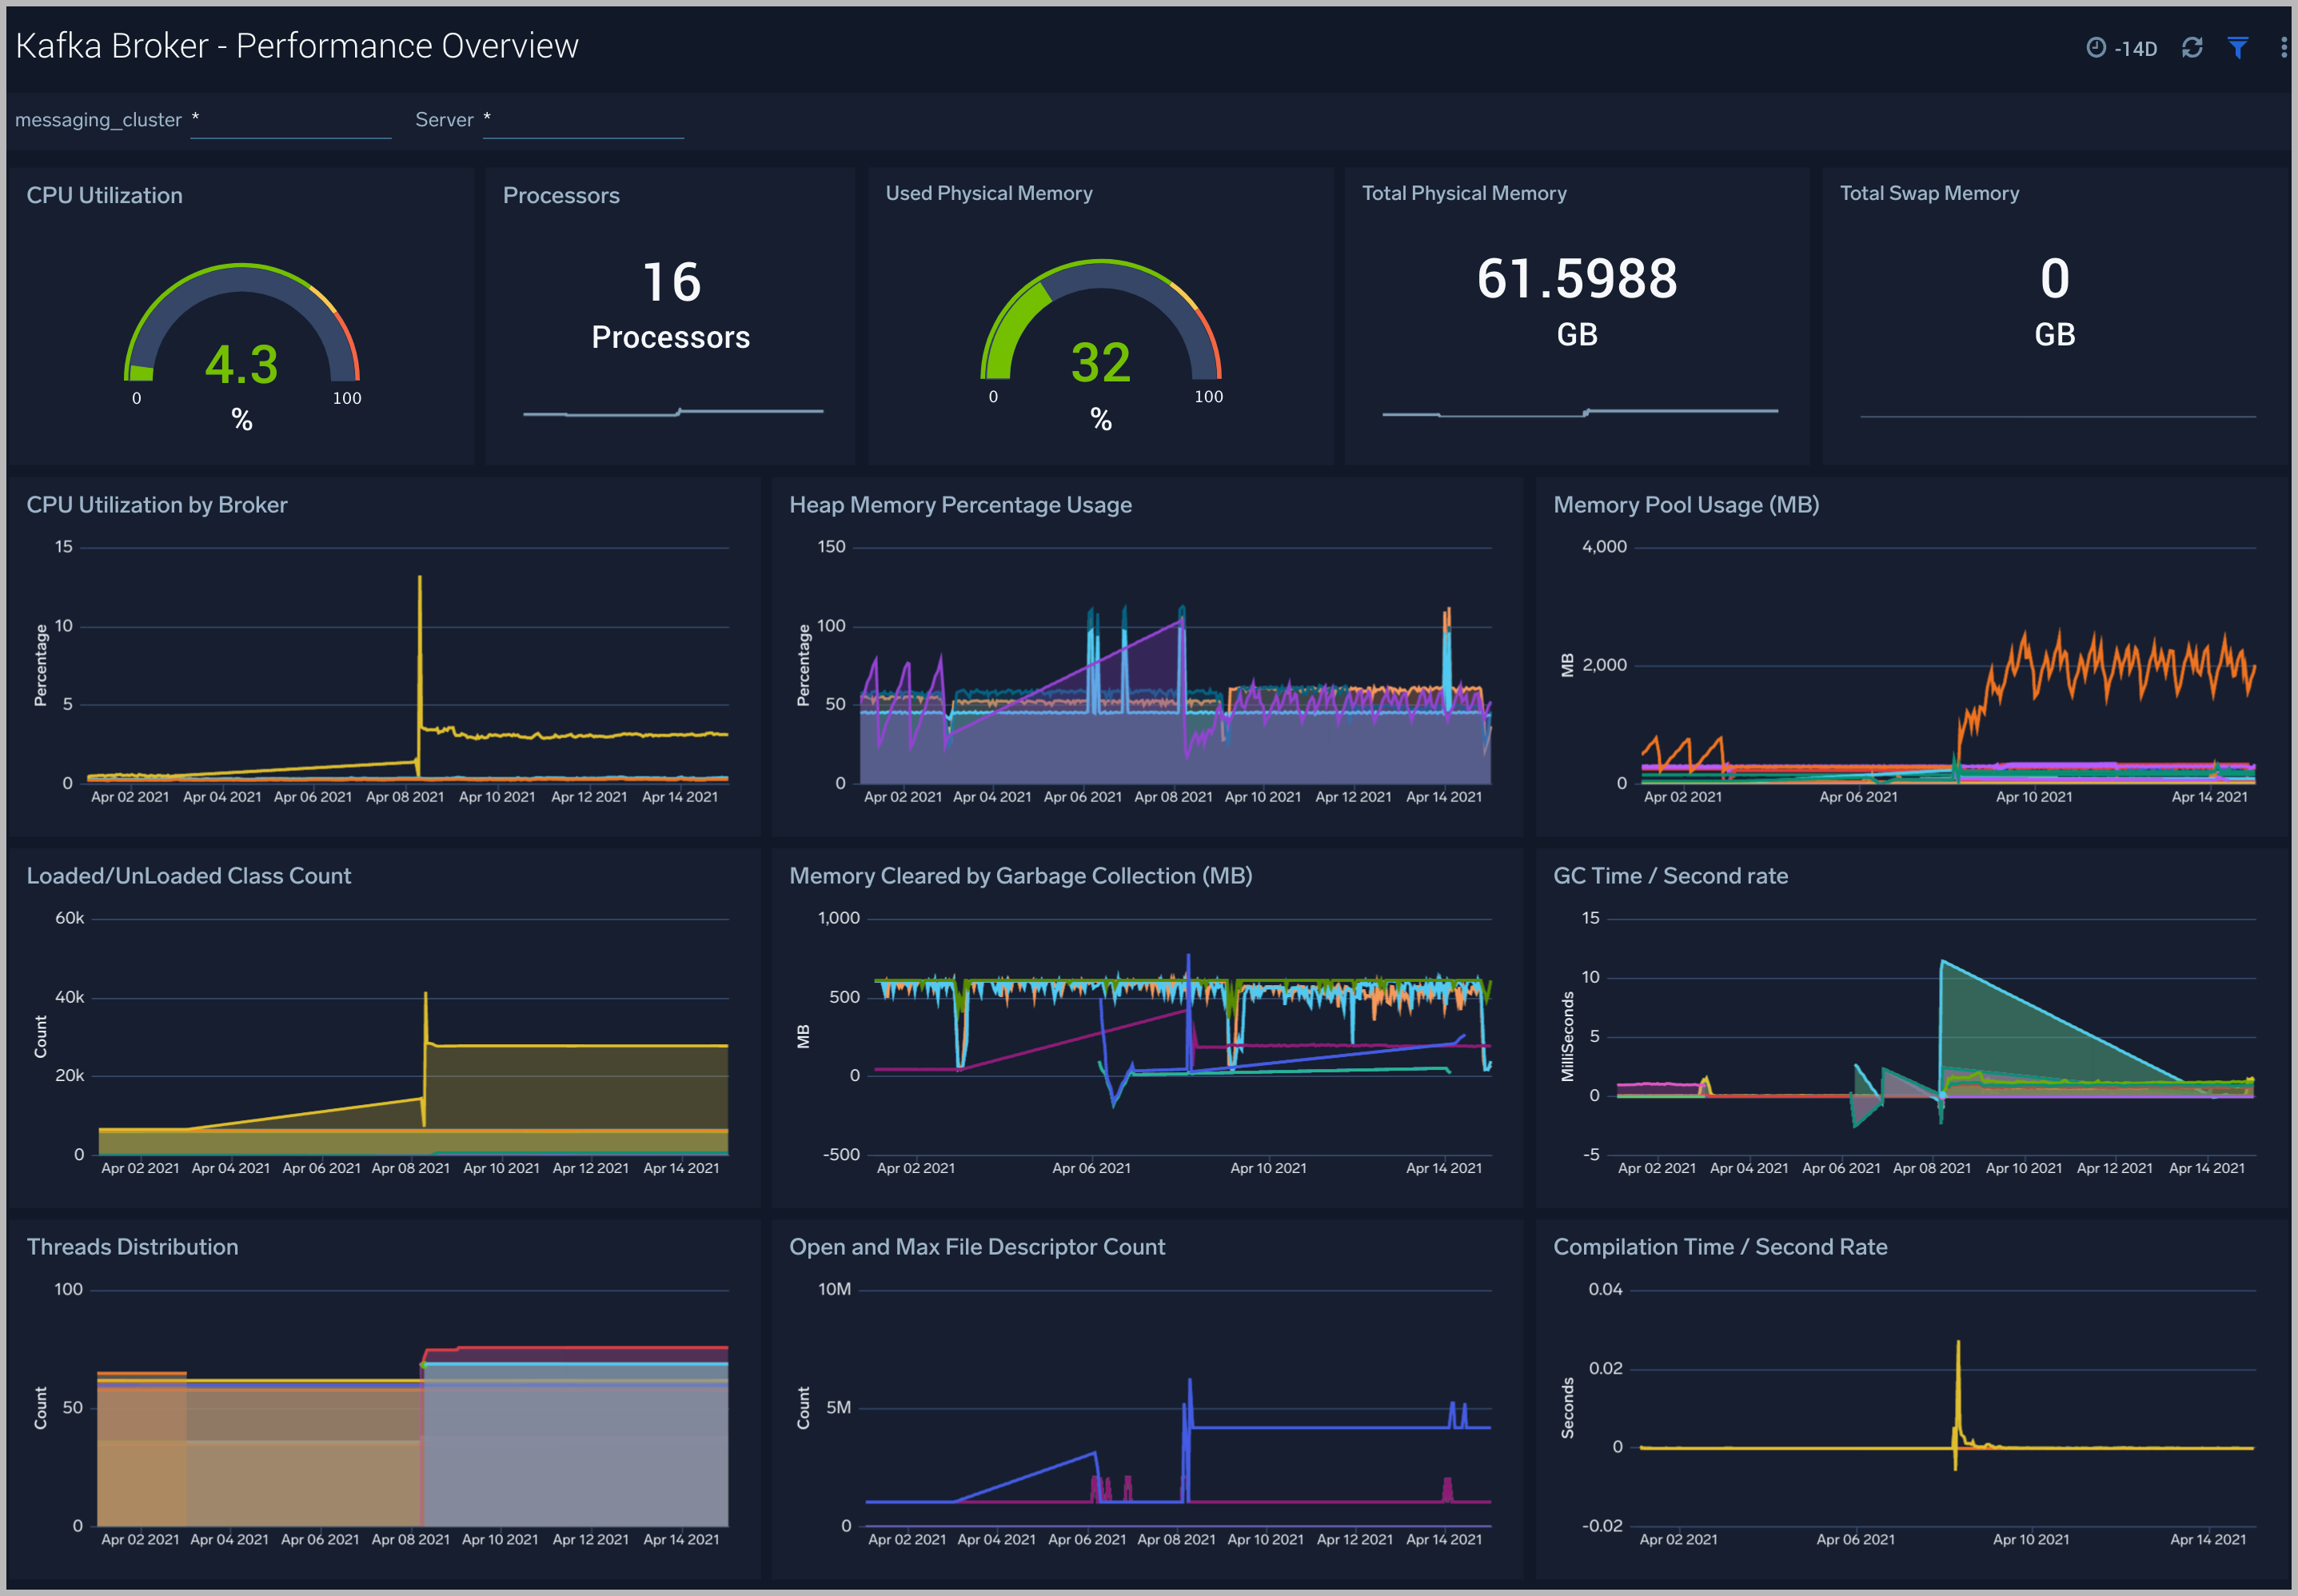 Kafka Broker - Performance Overview
-14D
messaging_cluster *
Server *
CPU Utilization
4.3
0
100
%
Processors
16
Processors
Used Physical Memory
32
0
100
%
Total Physical Memory
61.5988
GB
Total Swap Memory
0
GB
CPU Utilization by Broker
15
10
5
0
Percentage
Apr 02 2021 Apr 04 2021 Apr 06 2021 Apr 08 2021 Apr 10 2021 Apr 12 2021 Apr 14 2021
Heap Memory Percentage Usage
150
100
50
0
Percentage
Apr 02 2021 Apr 04 2021 Apr 06 2021 Apr 08 2021 Apr 10 2021 Apr 12 2021 Apr 14 2021
Memory Pool Usage (MB)
4,000
2,000
0
MB
Apr 02 2021 Apr 06 2021 Apr 10 2021 Apr 14 2021
Loaded/UnLoaded Class Count
60k
40k
20k
0
Count
Apr 02 2021 Apr 04 2021 Apr 06 2021 Apr 08 2021 Apr 10 2021 Apr 12 2021 Apr 14 2021
Memory Cleared by Garbage Collection (MB)
1,000
500
0
-500
MB
Apr 02 2021 Apr 06 2021 Apr 10 2021 Apr 14 2021
GC Time / Second rate
15
10
5
0
-5
MilliSeconds
Apr 02 2021 Apr 04 2021 Apr 06 2021 Apr 08 2021 Apr 10 2021 Apr 12 2021 Apr 14 2021
Threads Distribution
100
50
0
Count
Apr 02 2021 Apr 04 2021 Apr 06 2021 Apr 08 2021 Apr 10 2021 Apr 12 2021 Apr 14 2021
Open and Max File Descriptor Count
10M
5M
0
Count
Apr 02 2021 Apr 04 2021 Apr 06 2021 Apr 08 2021 Apr 10 2021 Apr 12 2021 Apr 14 2021
Compilation Time / Second Rate
0.04
0.02
0
-0.02
Seconds
Apr 02 2021 Apr 06 2021 Apr 10 2021 Apr 14 2021